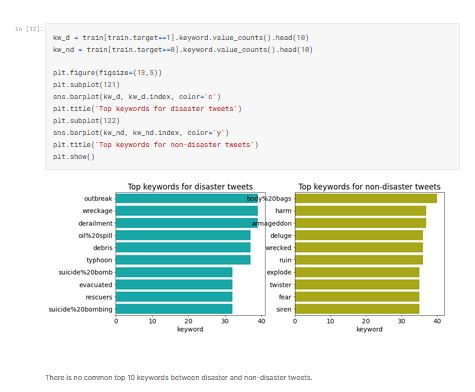 In [12]:
kw_d = train[train.target==1].keyword.value_counts().head(10)
kw_nd = train[train.target==0].keyword.value_counts().head(10)
plt.figure(figsize=(13,5))
plt.subplot(121)
sns.barplot(kw_d, kw_d.index, color='c')
plt.title('Top keywords for disaster tweets')
plt.subplot(122)
sns.barplot(kw_nd, kw_nd.index, color='y')
plt.title('Top keywords for non-disaster tweets')
plt.show()
Top keywords for disaster tweets
outbreak
wreckage
derailment
oil%20spill
debris
typhoon
suicide%20bomb
evacuated
rescuers
suicide%20bombing
0 10 20 30 40
keyword
Top keywords for non-disaster tweets
body%20bags
harm
armageddon
deluge
wrecked
ruin
explode
twister
fear
siren
0 10 20 30 40
keyword
There is no common top 10 keywords between disaster and non-disaster tweets.